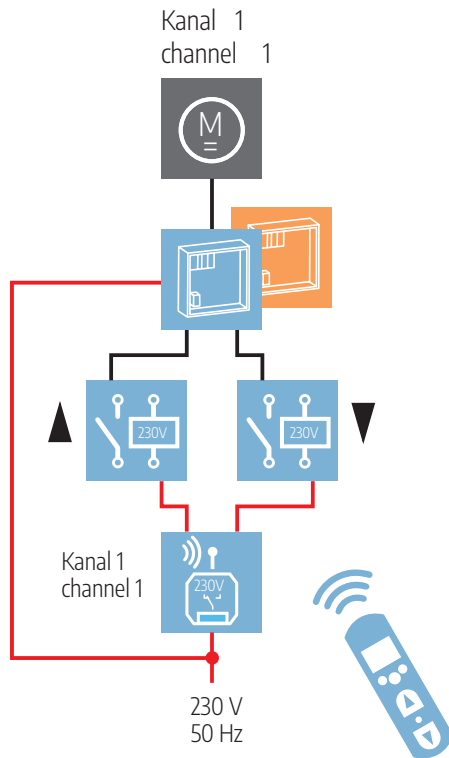 Kanal 1
channel 1
M
=
230V
230V
Kanal 1
channel 1
230V
230 V
50 Hz